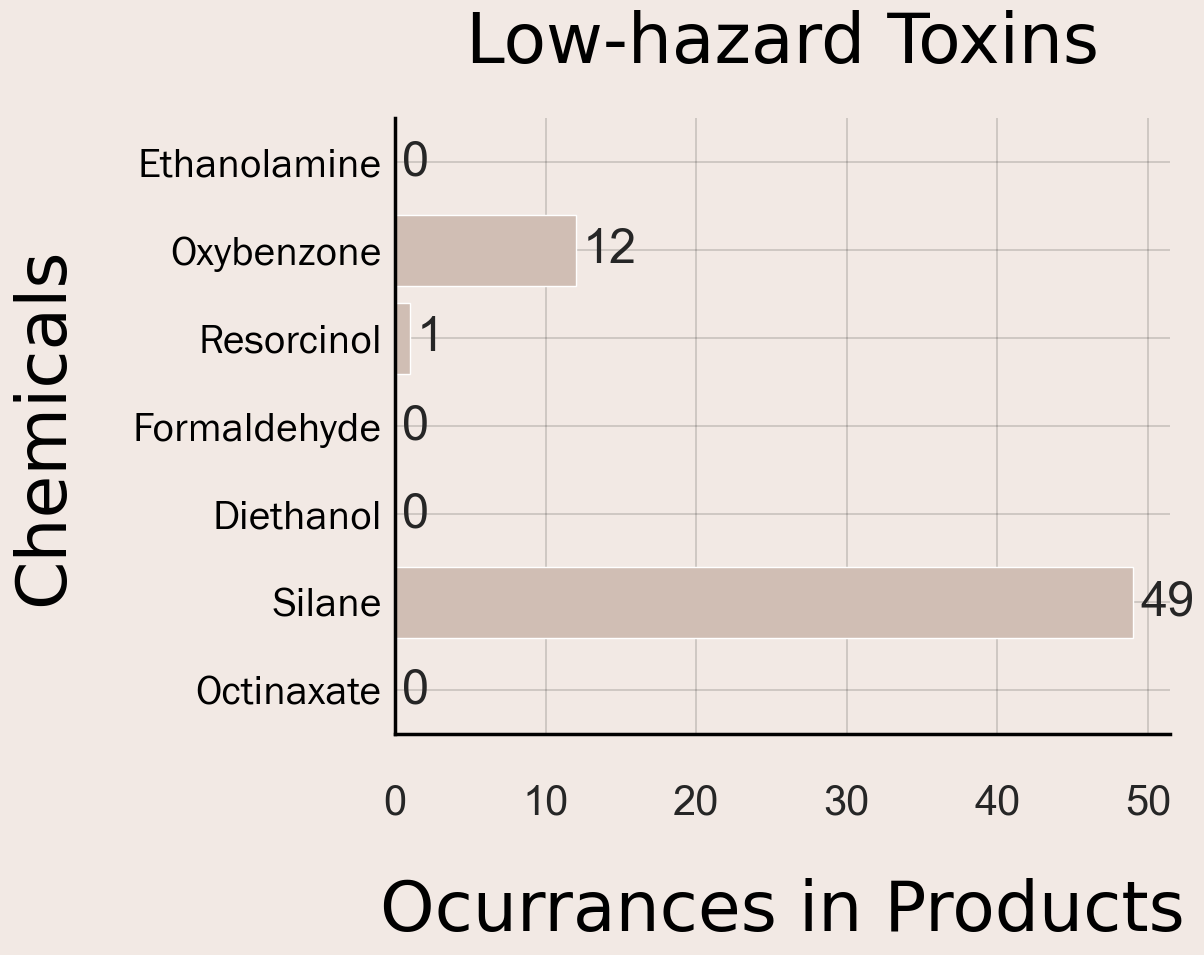 Low-hazard Toxins
Chemicals
Ethanolamine 0
Oxybenzone 12
Resorcinol 1
Formaldehyde 0
Diethanol 0
Silane 49
Octinaxate 0
0 10 20 30 40 50
Ocurrances in Products